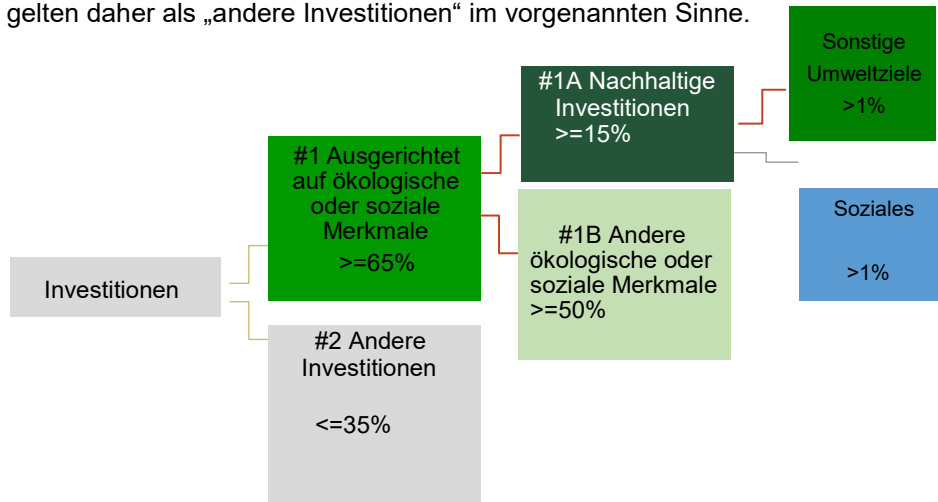 gelten daher als „andere Investitionen“ im vorgenannten Sinne.
Investitionen
#1 Ausgerichtet
auf ökologische
oder soziale
Merkmale
>=65%
#2 Andere
Investitionen
<=35%
#1A Nachhaltige
Investitionen
>=15%
#1B Andere
ökologische oder
soziale Merkmale
>=50%
Sonstige
Umweltziele
>1%
Soziales
>1%